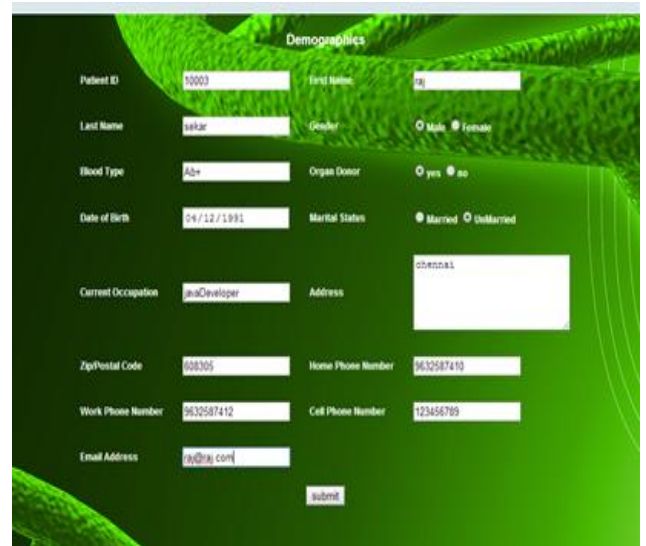 Demographics
Patient ID 10003 First Name raj
Last Name sekar Gender Male Female
Blood Type Ab+ Organ Donor yes no
Date of Birth 04/12/1991 Marital Status Married UnMarried
Current Occupation javaDeveloper Address chennai
Zip/Postal Code 608305 Home Phone Number 9632587410
Work Phone Number 9632587412 Cell Phone Number 123456789
Email Address raj@raj.com
submit